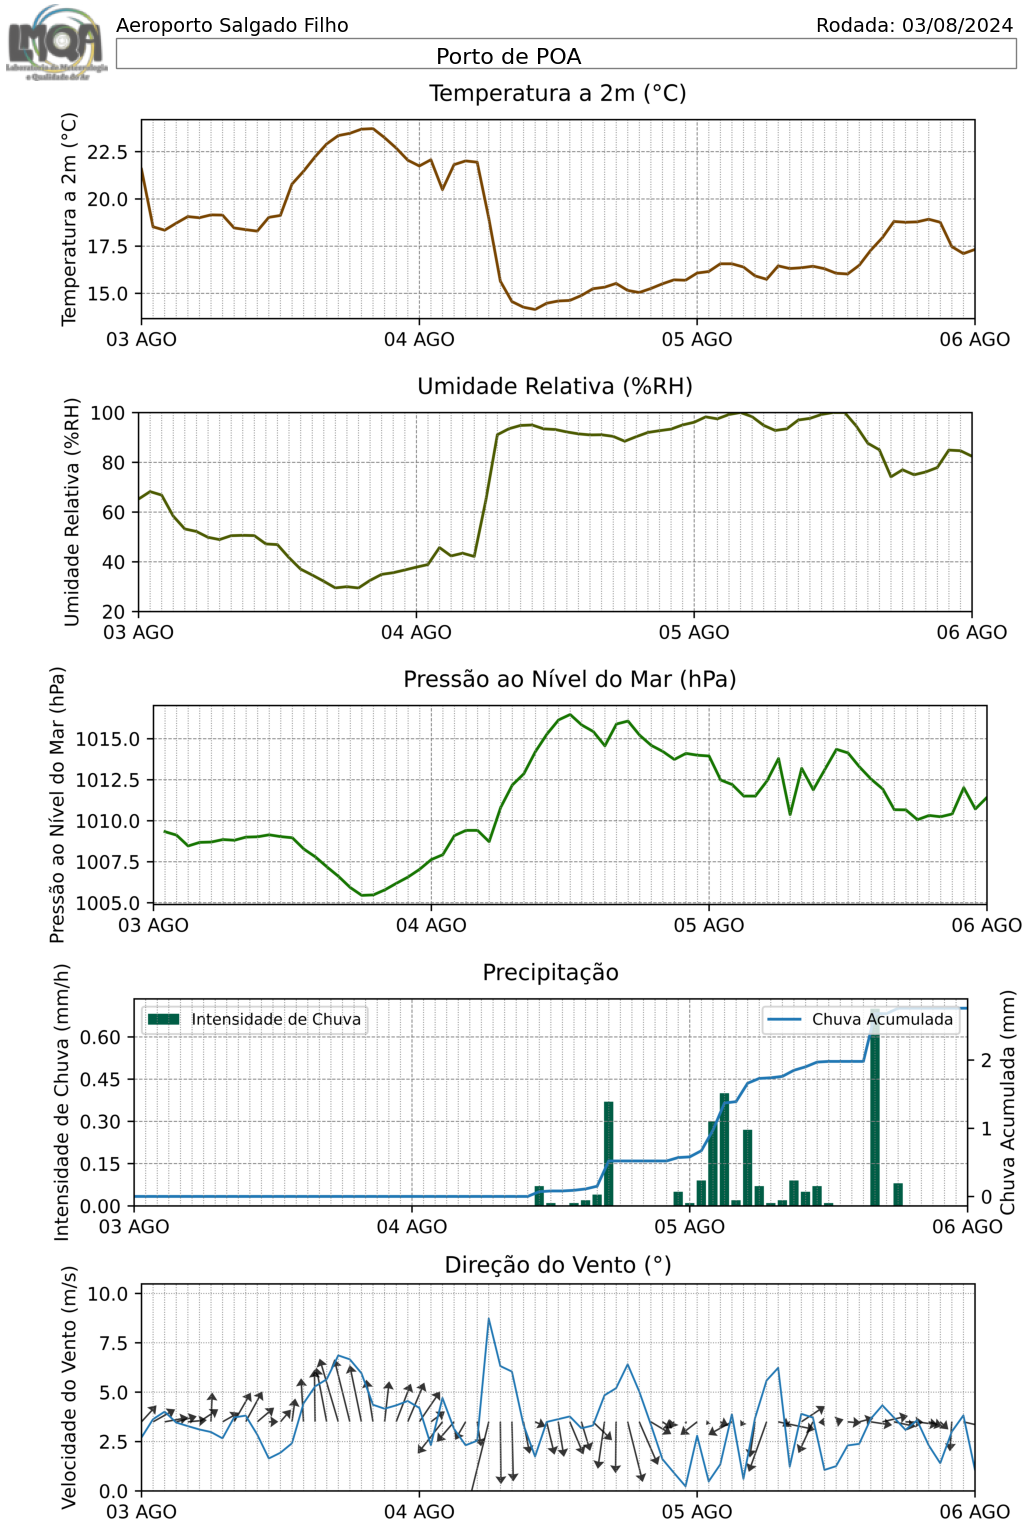 LMQA
Laboratório de Meteorologia
e Qualidade do Ar
Aeroporto Salgado Filho
Rodada: 03/08/2024
Porto de POA
Temperatura a 2m (°C)
Temperatura a 2m (°C)
22.5
20.0
17.5
15.0
03 AGO
04 AGO
05 AGO
06 AGO
Umidade Relativa (%RH)
Umidade Relativa (%RH)
100
80
60
40
20
03 AGO
04 AGO
05 AGO
06 AGO
Pressão ao Nível do Mar (hPa)
Pressão ao Nível do Mar (hPa)
1015.0
1012.5
1010.0
1007.5
1005.0
03 AGO
04 AGO
05 AGO
06 AGO
Precipitação
Intensidade de Chuva (mm/h)
Intensidade de Chuva
Chuva Acumulada
0.60
0.45
0.30
0.15
0.00
2
1
0
Chuva Acumulada (mm)
03 AGO
04 AGO
05 AGO
06 AGO
Direção do Vento (°)
Velocidade do Vento (m/s)
10.0
7.5
5.0
2.5
0.0
03 AGO
04 AGO
05 AGO
06 AGO